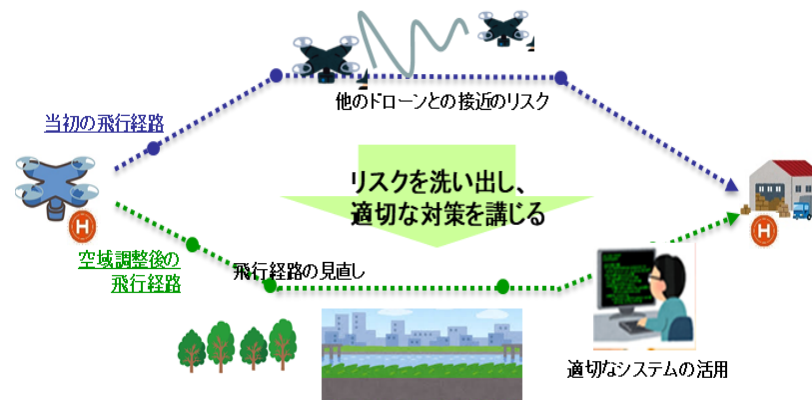 他のドローンとの接近のリスク
当初の飛行経路
リスクを洗い出し、
適切な対策を講じる
H
H
空域調整後の
飛行経路
飛行経路の見直し
適切なシステムの活用